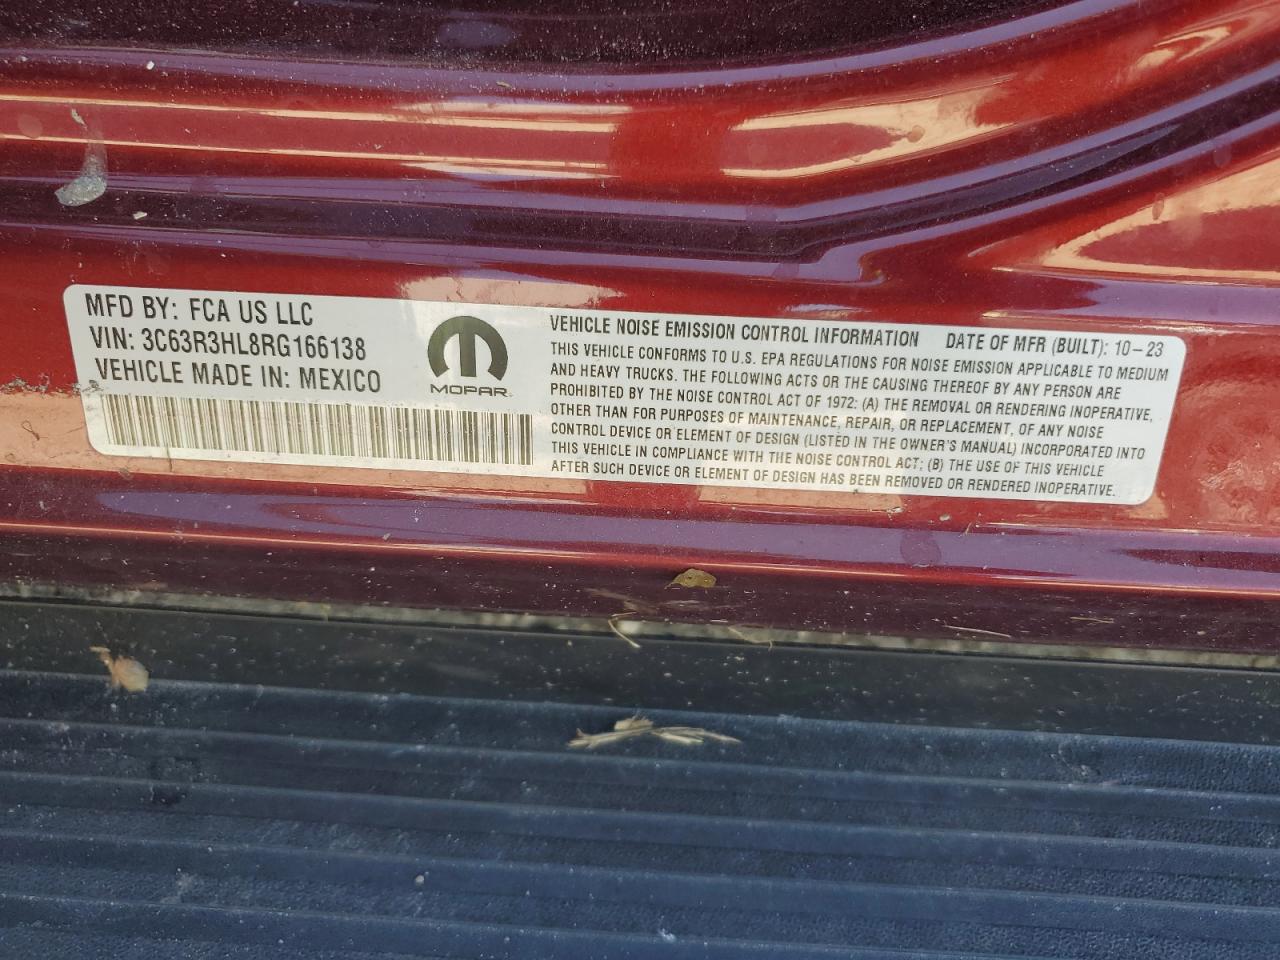 MFD BY: FCA US LLC
VIN: 3C63R3HL8RG166138
VEHICLE MADE IN: MEXICO
MOPAR
VEHICLE NOISE EMISSION CONTROL INFORMATION DATE OF MFR (BUILT): 10-23
THIS VEHICLE CONFORMS TO U.S. EPA REGULATIONS FOR NOISE EMISSION APPLICABLE TO MEDIUM
AND HEAVY TRUCKS. THE FOLLOWING ACTS OR THE CAUSING THEREOF BY ANY PERSON ARE
PROHIBITED BY THE NOISE CONTROL ACT OF 1972: (A) THE REMOVAL OR RENDERING INOPERATIVE,
OTHER THAN FOR PURPOSES OF MAINTENANCE, REPAIR, OR REPLACEMENT, OF ANY NOISE
CONTROL DEVICE OR ELEMENT OF DESIGN (LISTED IN THE OWNER'S MANUAL) INCORPORATED INTO
THIS VEHICLE IN COMPLIANCE WITH THE NOISE CONTROL ACT; (B) THE USE OF THIS VEHICLE
AFTER SUCH DEVICE OR ELEMENT OF DESIGN HAS BEEN REMOVED OR RENDERED INOPERATIVE.